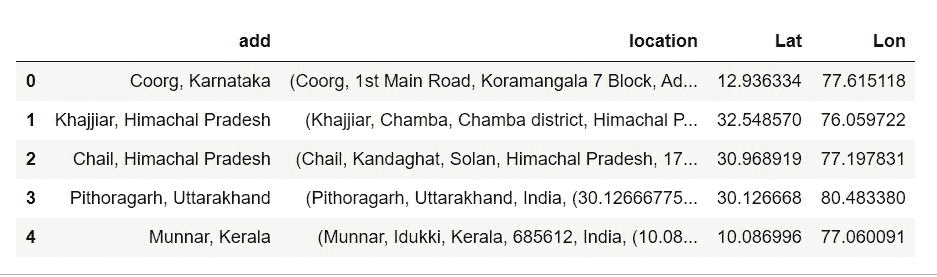 add location Lat Lon
0 Coorg, Karnataka (Coorg, 1st Main Road, Koramangala 7 Block, Ad... 12.936334 77.615118
1 Khajjiar, Himachal Pradesh (Khajjiar, Chamba, Chamba district, Himachal P... 32.548570 76.059722
2 Chail, Himachal Pradesh (Chail, Kandaghat, Solan, Himachal Pradesh, 17... 30.968919 77.197831
3 Pithoragarh, Uttarakhand (Pithoragarh, Uttarakhand, India, (30.12666775... 30.126668 80.483380
4 Munnar, Kerala (Munnar, Idukki, Kerala, 685612, India, (10.08... 10.086996 77.060091